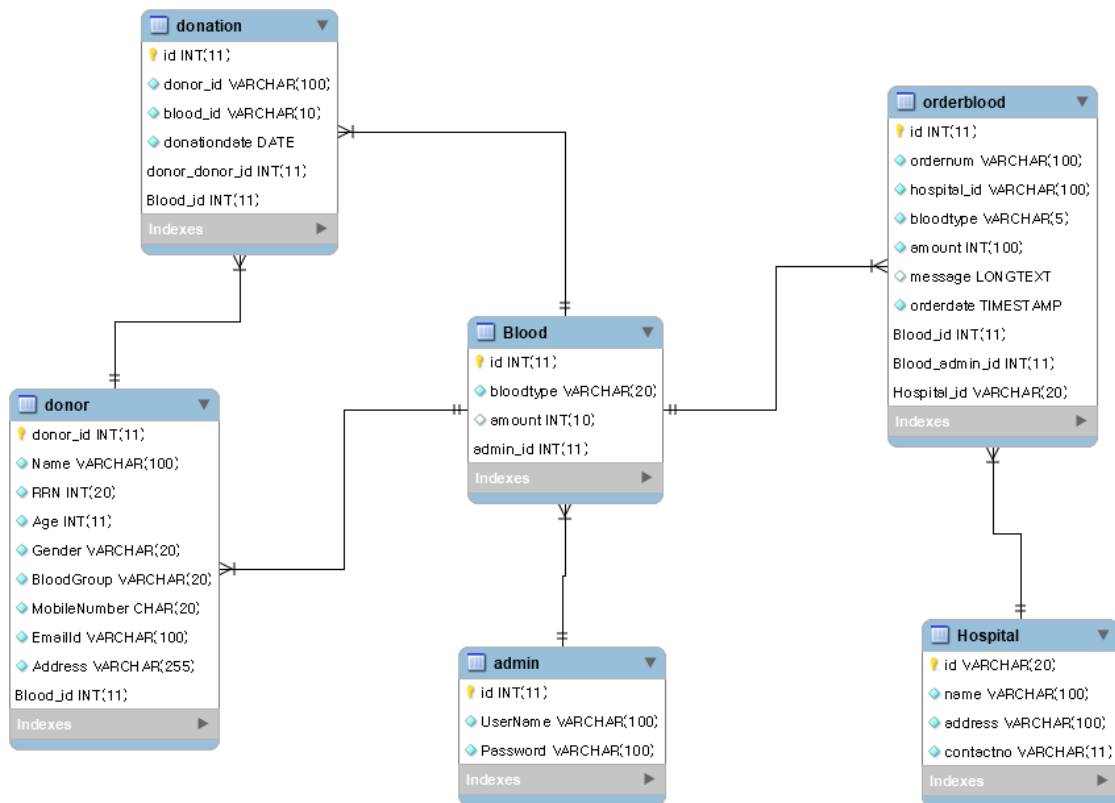 donation
id INT(11)
donor_id VARCHAR(100)
blood_id VARCHAR(10)
donationdate DATE
donor_donor_id INT(11)
Blood_id INT(11)
Indexes
orderblood
id INT(11)
ordernum VARCHAR(100)
hospital_id VARCHAR(100)
bloodtype VARCHAR(5)
amount INT(100)
message LONGTEXT
orderdate TIMESTAMP
Blood_id INT(11)
Blood_admin_id INT(11)
Hospital_id VARCHAR(20)
Indexes
Blood
id INT(11)
bloodtype VARCHAR(20)
amount INT(10)
admin_id INT(11)
Indexes
donor
donor_id INT(11)
Name VARCHAR(100)
RRN INT(20)
Age INT(11)
Gender VARCHAR(20)
BloodGroup VARCHAR(20)
MobileNumber CHAR(20)
EmailId VARCHAR(100)
Address VARCHAR(255)
Blood_id INT(11)
Indexes
admin
id INT(11)
UserName VARCHAR(100)
Password VARCHAR(100)
Indexes
Hospital
id VARCHAR(20)
name VARCHAR(100)
address VARCHAR(100)
contactno VARCHAR(11)
Indexes